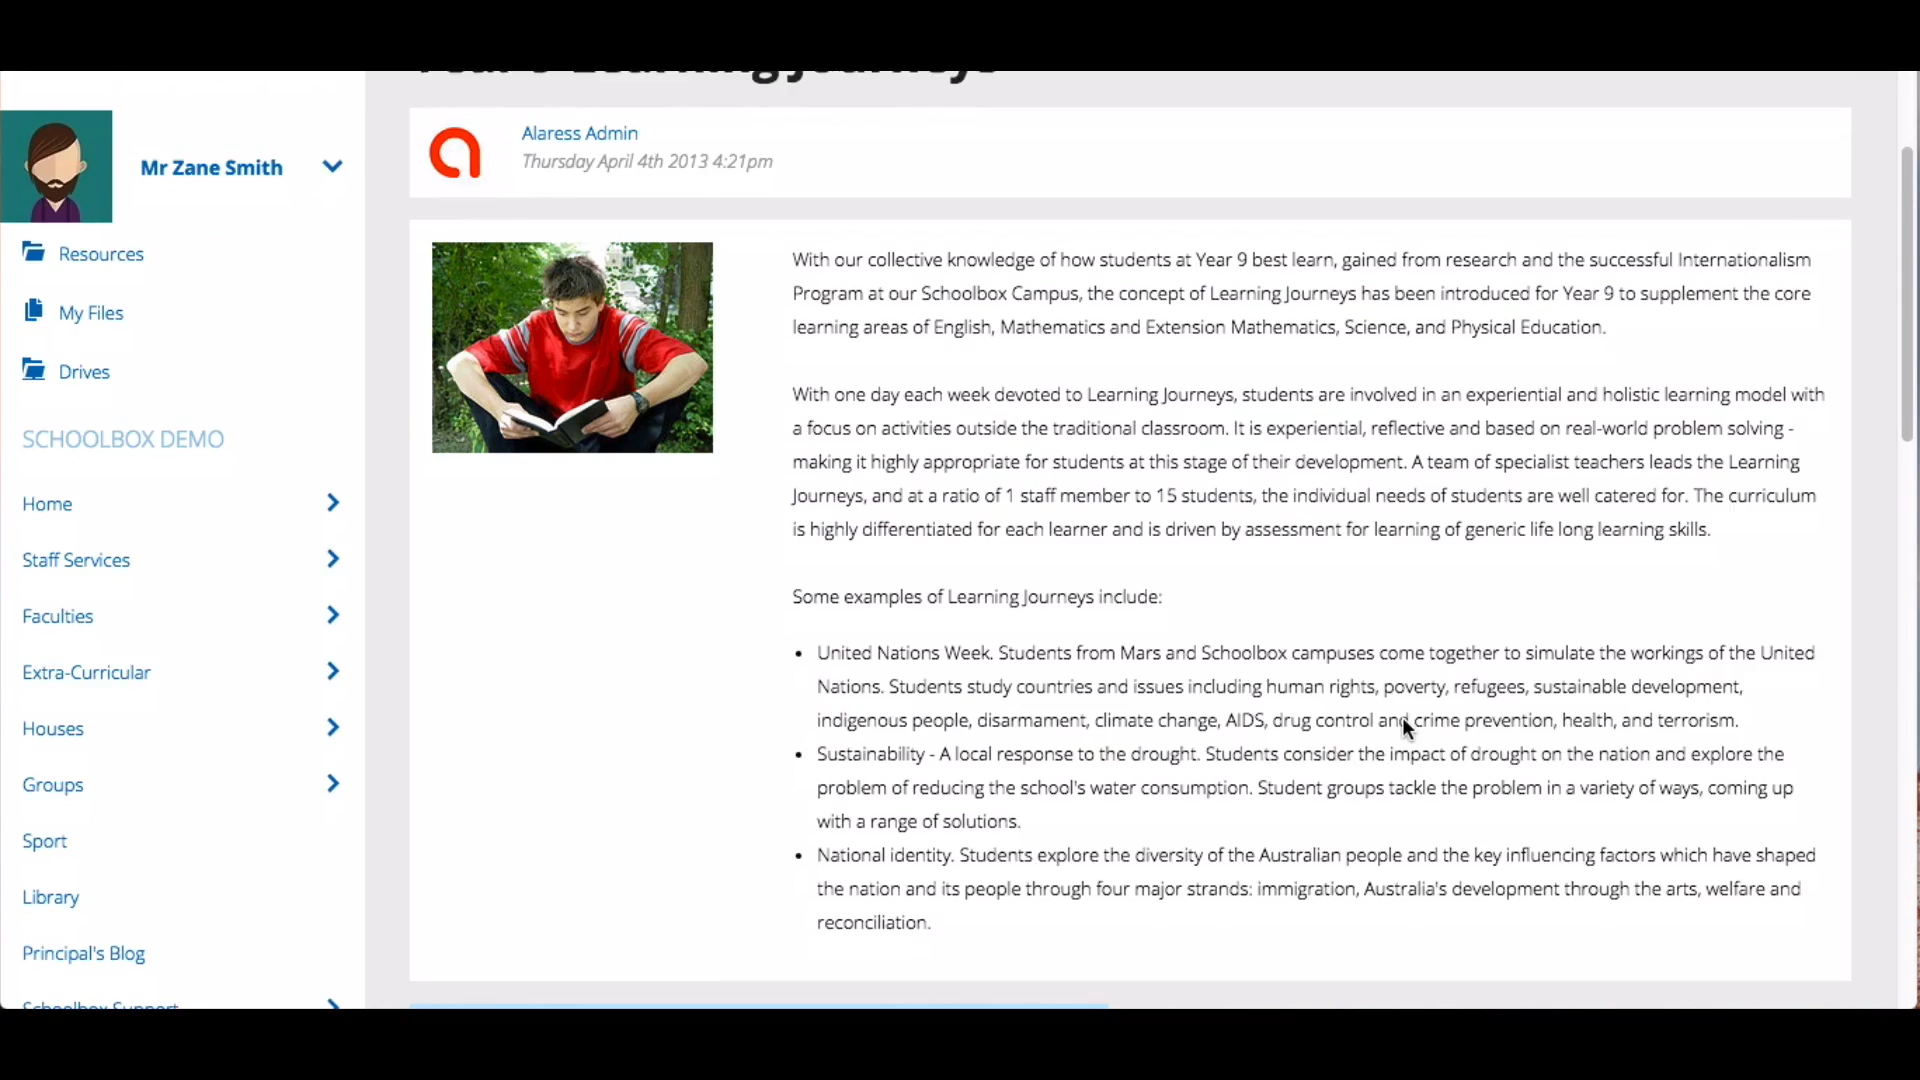 Year 9 Learning Journeys
Mr Zane Smith
Resources
My Files
Drives
SCHOOLBOX DEMO
Home
Staff Services
Faculties
Extra-Curricular
Houses
Groups
Sport
Library
Principal's Blog
Schoolbox Support
Alaress Admin
Thursday April 4th 2013 4:21pm
With our collective knowledge of how students at Year 9 best learn, gained from research and the successful Internationalism
Program at our Schoolbox Campus, the concept of Learning Journeys has been introduced for Year 9 to supplement the core
learning areas of English, Mathematics and Extension Mathematics, Science, and Physical Education.
With one day each week devoted to Learning Journeys, students are involved in an experiential and holistic learning model with
a focus on activities outside the traditional classroom. It is experiential, reflective and based on real-world problem solving -
making it highly appropriate for students at this stage of their development. A team of specialist teachers leads the Learning
Journeys, and at a ratio of 1 staff member to 15 students, the individual needs of students are well catered for. The curriculum
is highly differentiated for each learner and is driven by assessment for learning of generic life long learning skills.
Some examples of Learning Journeys include:
• United Nations Week. Students from Mars and Schoolbox campuses come together to simulate the workings of the United
Nations. Students study countries and issues including human rights, poverty, refugees, sustainable development,
indigenous people, disarmament, climate change, AIDS, drug control and crime prevention, health, and terrorism.
• Sustainability - A local response to the drought. Students consider the impact of drought on the nation and explore the
problem of reducing the school's water consumption. Student groups tackle the problem in a variety of ways, coming up
with a range of solutions.
• National identity. Students explore the diversity of the Australian people and the key influencing factors which have shaped
the nation and its people through four major strands: immigration, Australia's development through the arts, welfare and
reconciliation.